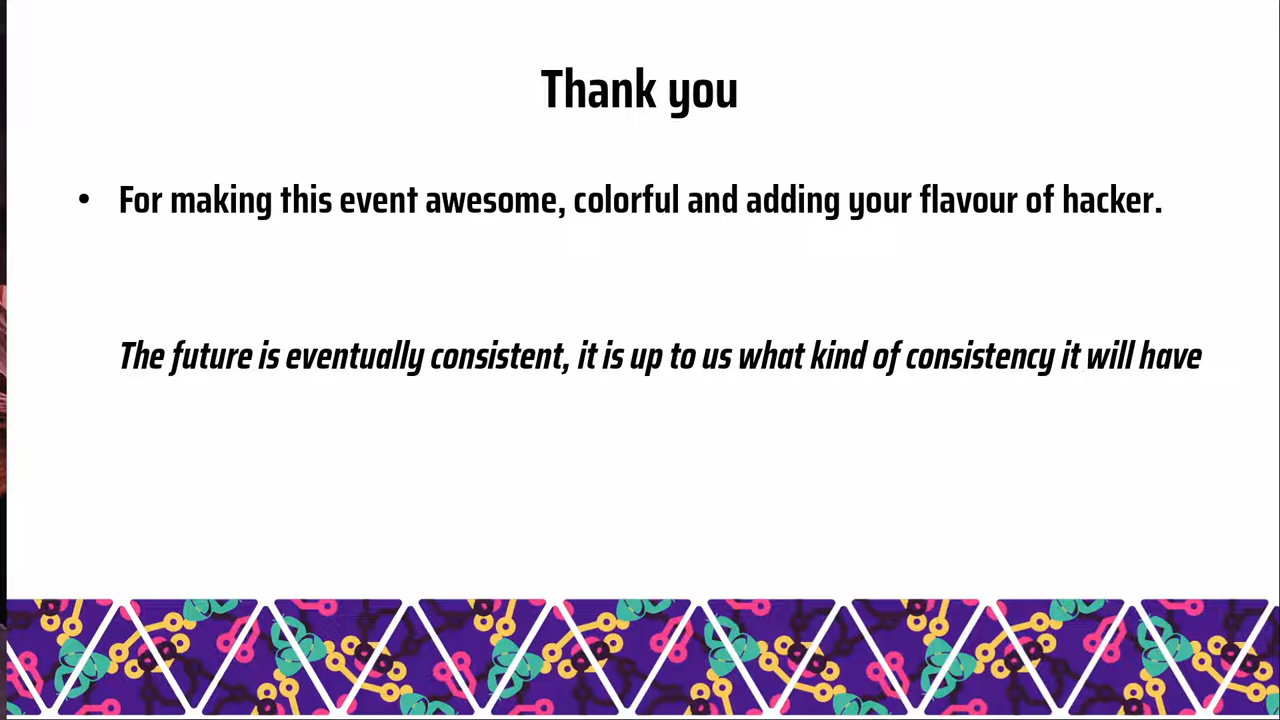 Thank you
• For making this event awesome, colorful and adding your flavour of hacker.
The future is eventually consistent, it is up to us what kind of consistency it will have